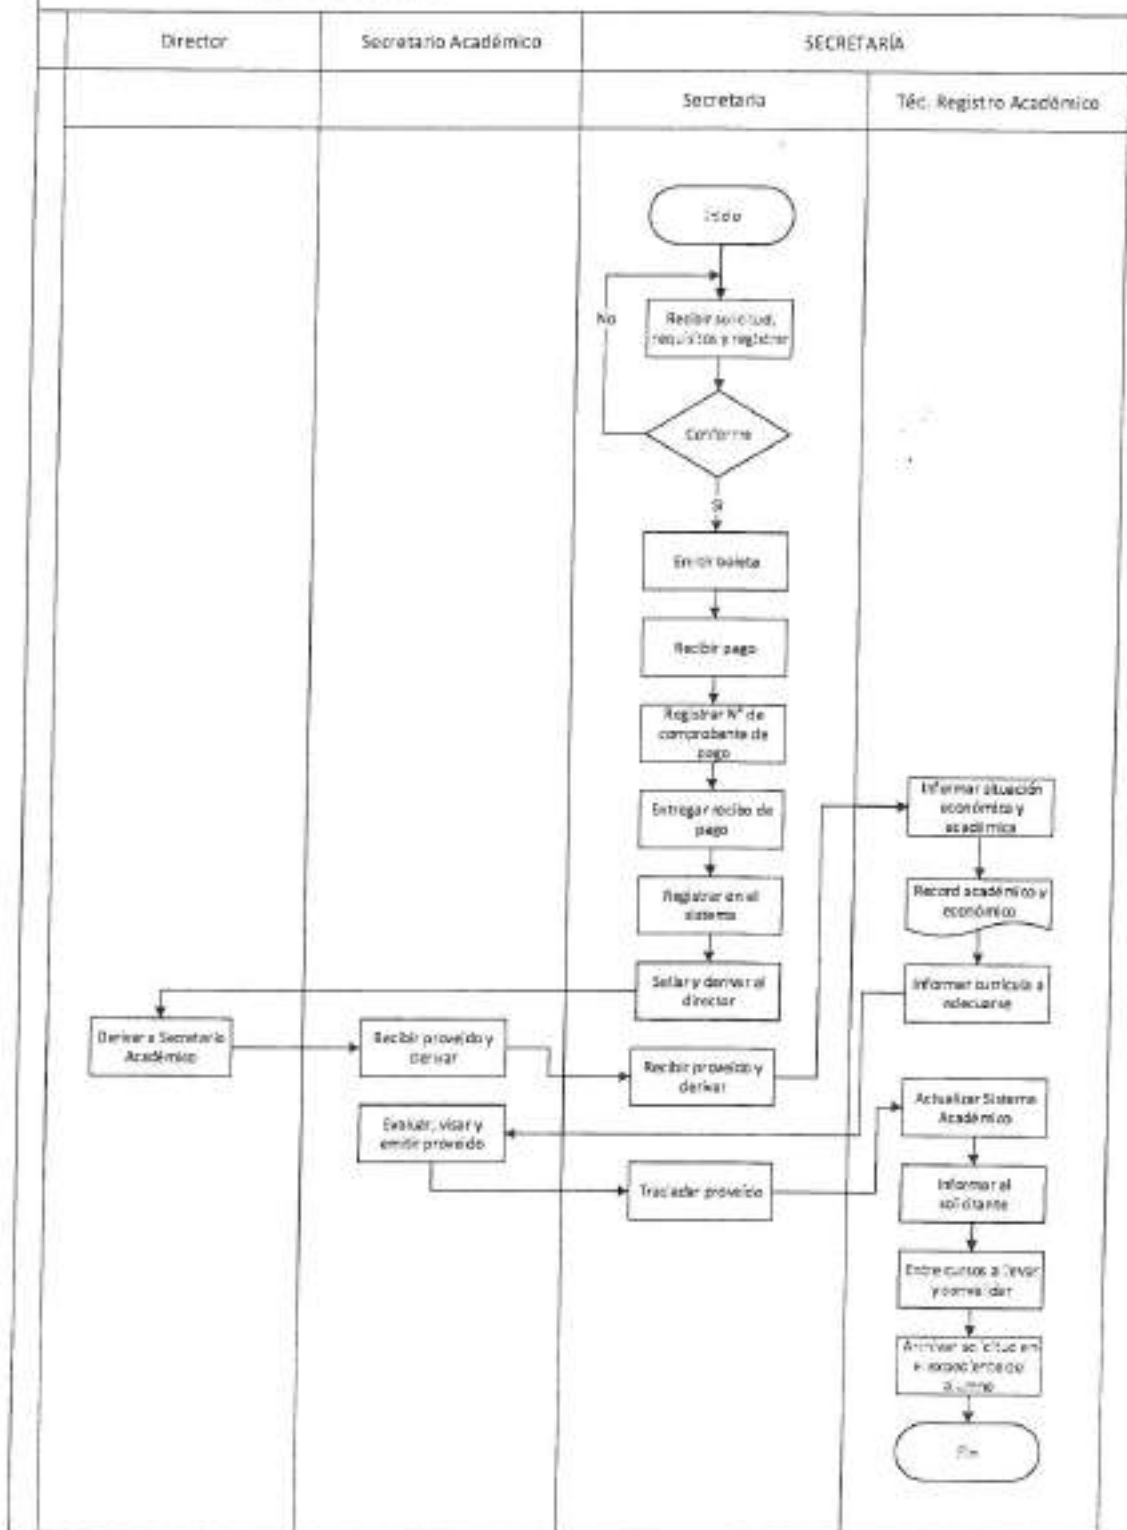 Director
Secretario Académico
SECRETARÍA
Secretaria
Téc. Registro Académico
Inicio
No
Recibir solicitud,
requisitos y registrar
Conforme
Si
Emitir boleta
Recibir pago
Registrar N° de
comprobante de
pago
Entregar recibo de
pago
Registrar en el
sistema
Sellar y derivar al
director
Derivar a Secretario
Académico
Recibir proveído y
derivar
Recibir proveído y
derivar
Informar situación
económica y
académica
Record académico y
económico
Informar currícula a
adecuarse
Evaluar, visar y
emitir proveído
Trasladar proveído
Actualizar Sistema
Académico
Informar al
solicitante
Entre cursos a llevar
y convalidar
Archivar solicitud en
el expediente de
alumno
Fin